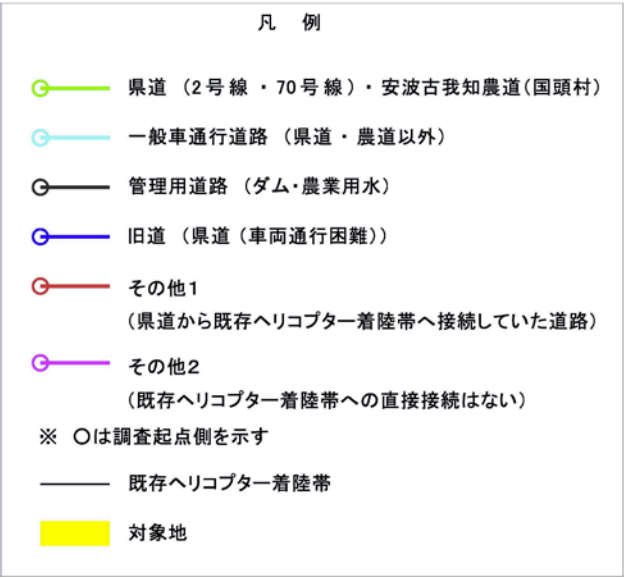 凡 例
県道 （2号線 ・ 70号線）・ 安波古我知農道（国頭村）
一般車通行道路 （県道 ・ 農道以外）
管理用道路 （ダム・農業用水）
旧道 （県道 （車両通行困難））
その他1
（県道から既存ヘリコプター着陸帯へ接続していた道路）
その他2
（既存ヘリコプター着陸帯への直接接続はない）
※ 〇は調査起点側を示す
既存ヘリコプター着陸帯
対象地